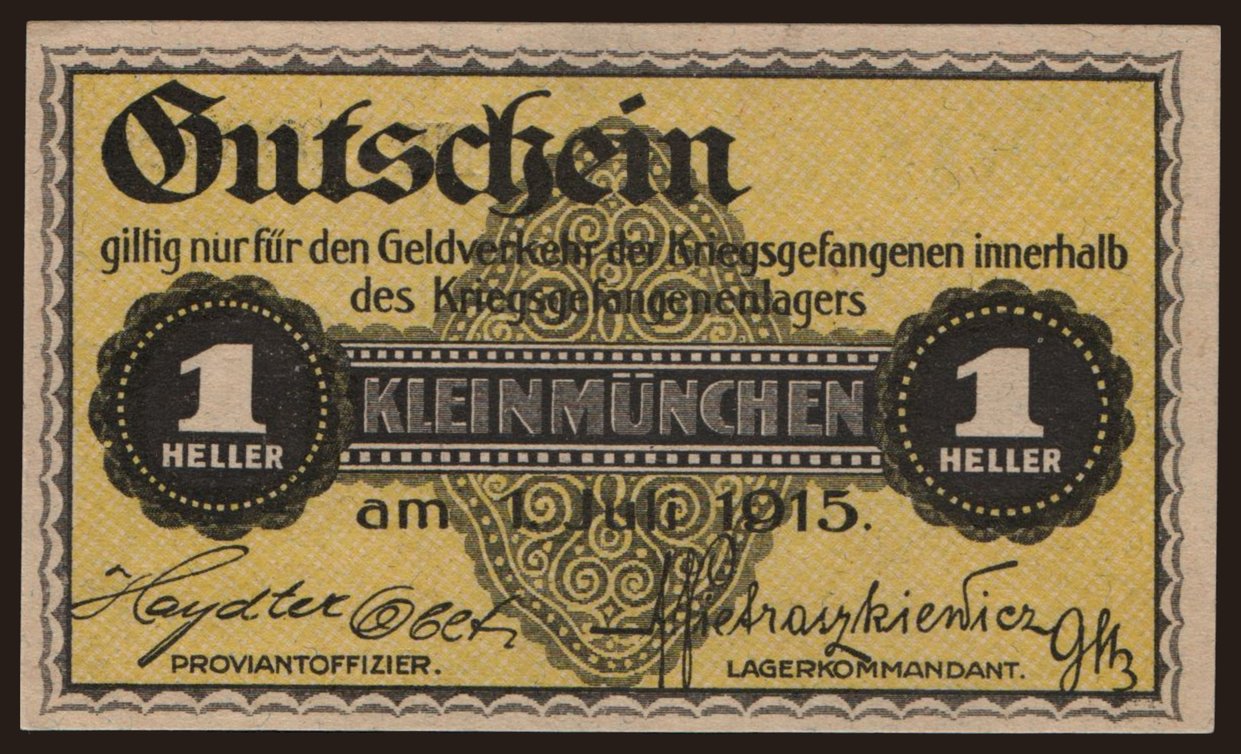 Gutschein
giltig nur für den Geldverkehr der Kriegsgefangenen innerhalb
des Kriegsgefangenenlagers
1 HELLER
KLEINMÜNCHEN
1 HELLER
am 1. Juli 1915.
Haydter
Pietraszkiewicz
PROVIANTOFFIZIER.
LAGERKOMMANDANT.